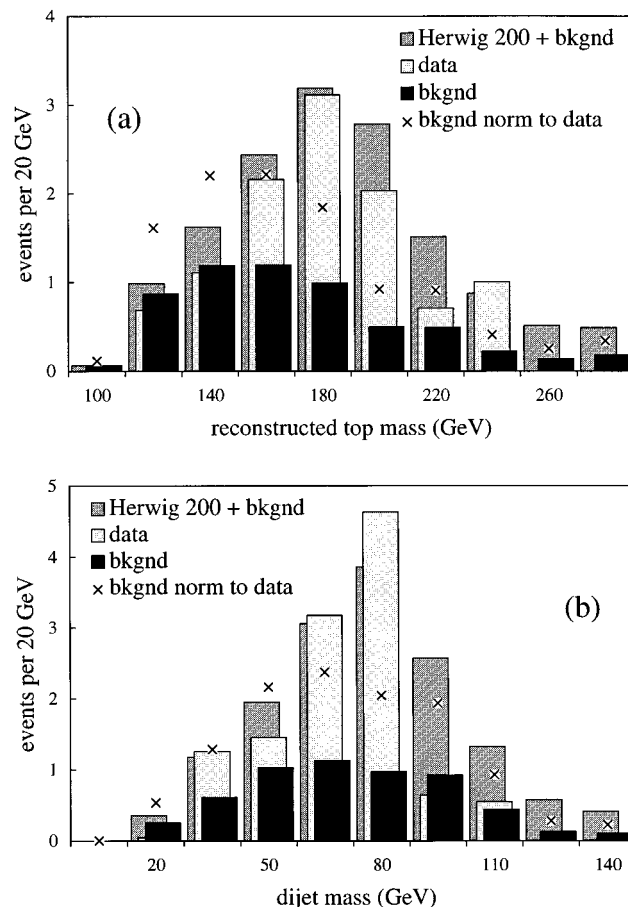 4
3
2
1
0
events per 20 GeV
(a)
Herwig 200 + bkgnd
data
bkgnd
× bkgnd norm to data
100 140 180 220 260
reconstructed top mass (GeV)
5
4
3
2
1
0
events per 20 GeV
Herwig 200 + bkgnd
data
bkgnd
× bkgnd norm to data
(b)
20 50 80 110 140
dijet mass (GeV)